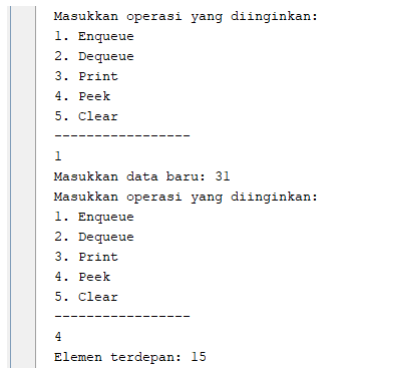 Masukkan operasi yang diinginkan:
1. Enqueue
2. Dequeue
3. Print
4. Peek
5. Clear
-----------------
1
Masukkan data baru: 31
Masukkan operasi yang diinginkan:
1. Enqueue
2. Dequeue
3. Print
4. Peek
5. Clear
-----------------
4
Elemen terdepan: 15